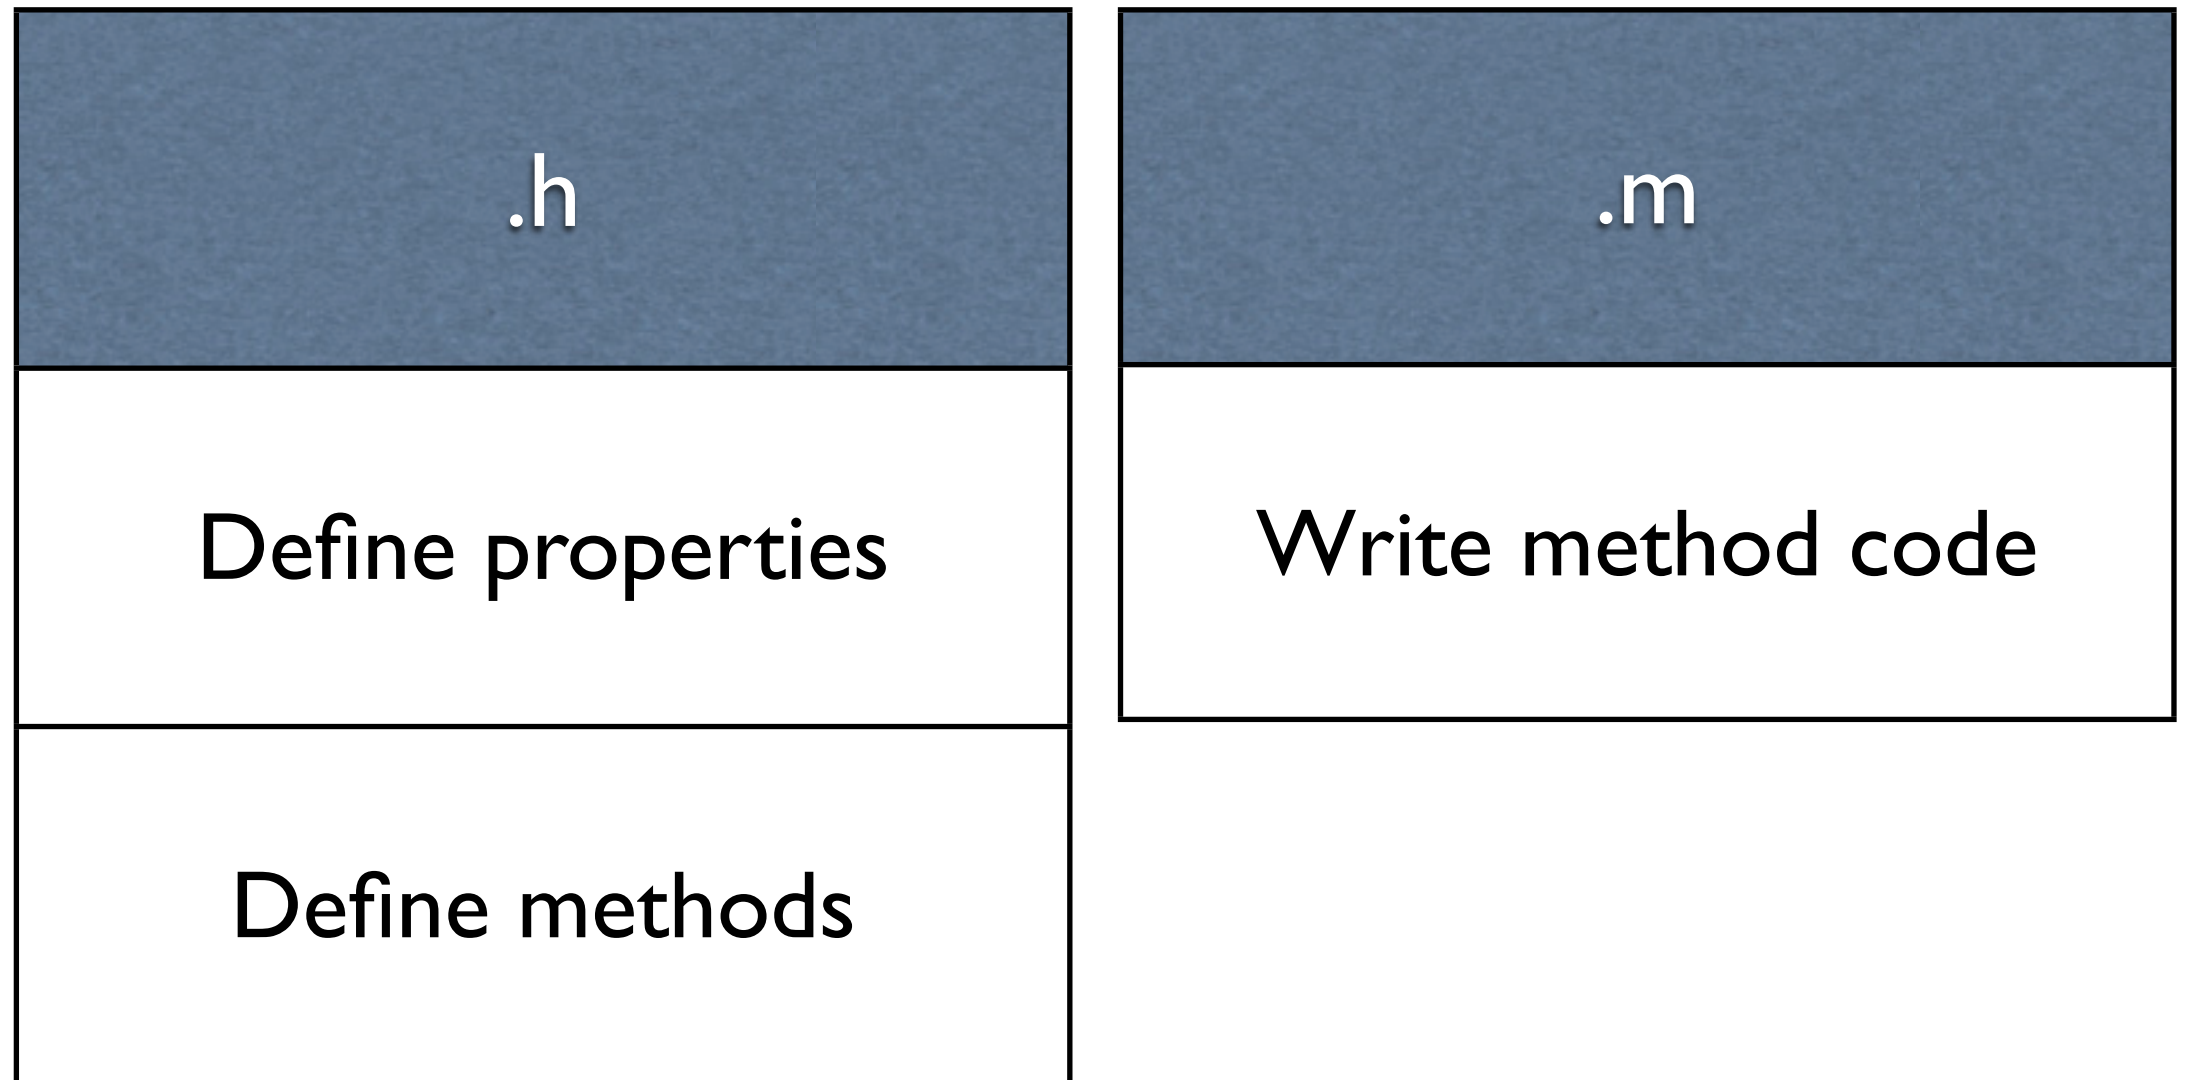 .h
Define properties
Define methods
.m
Write method code